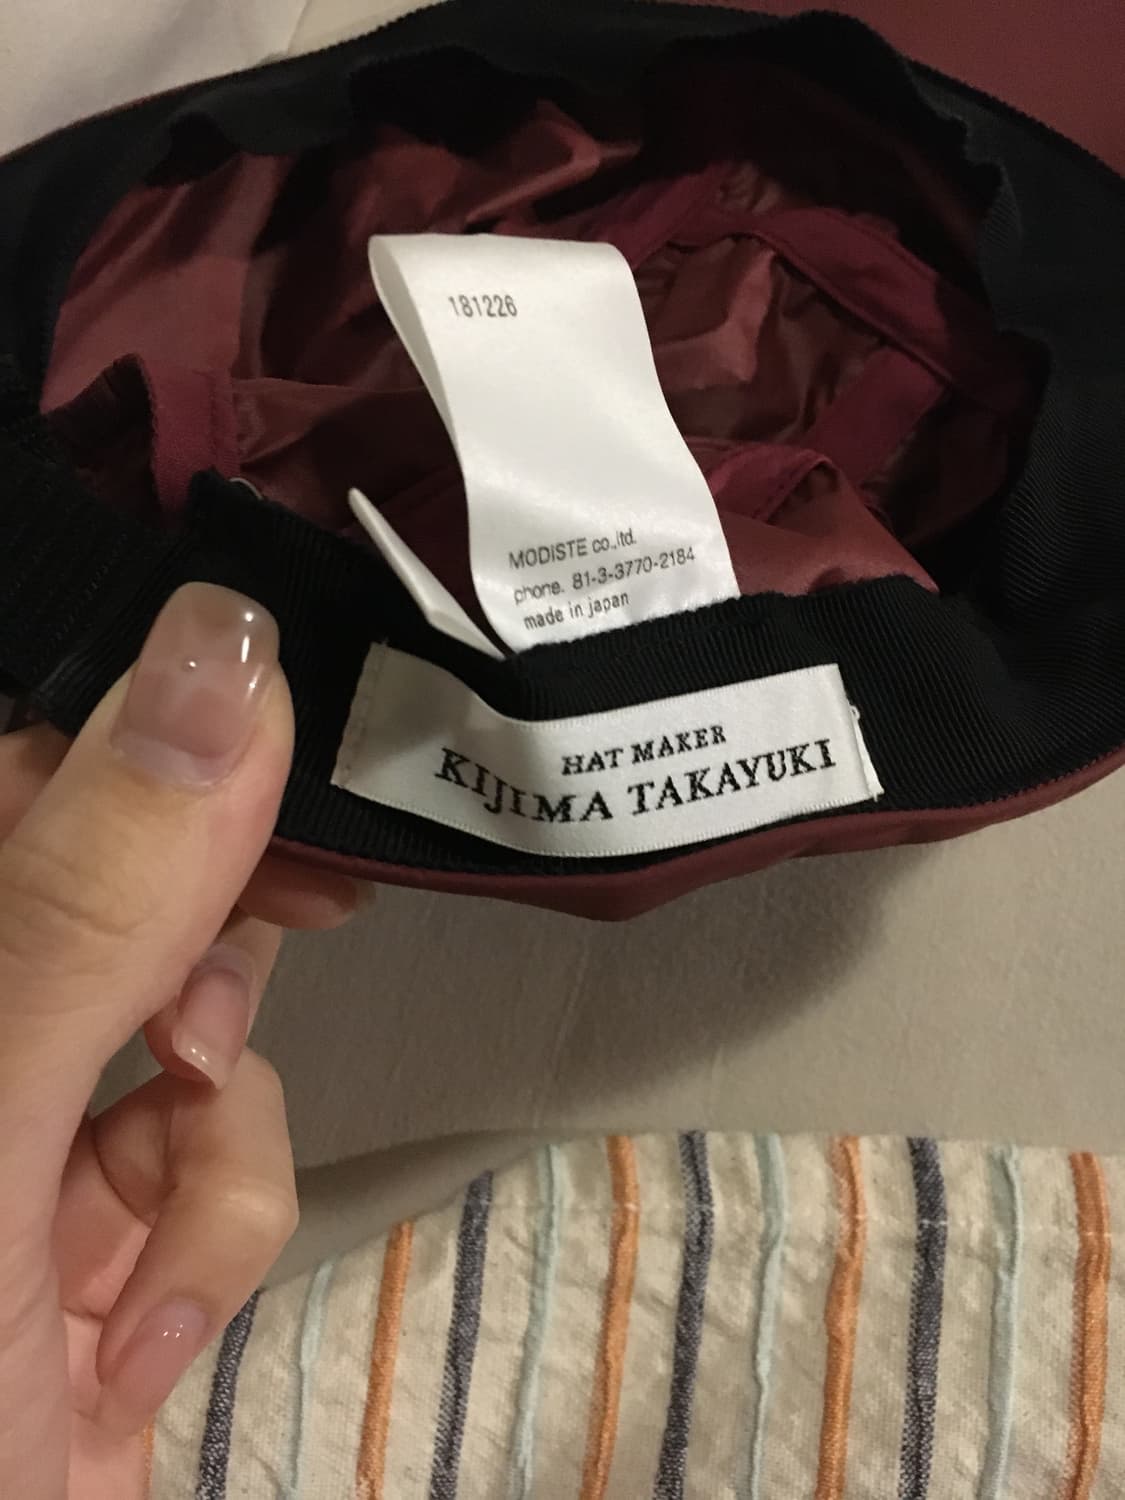 181226
MODISTE co.,ltd.
phone. 81-3-3770-2184
made in japan
HAT MAKER
KIJIMA TAKAYUKI